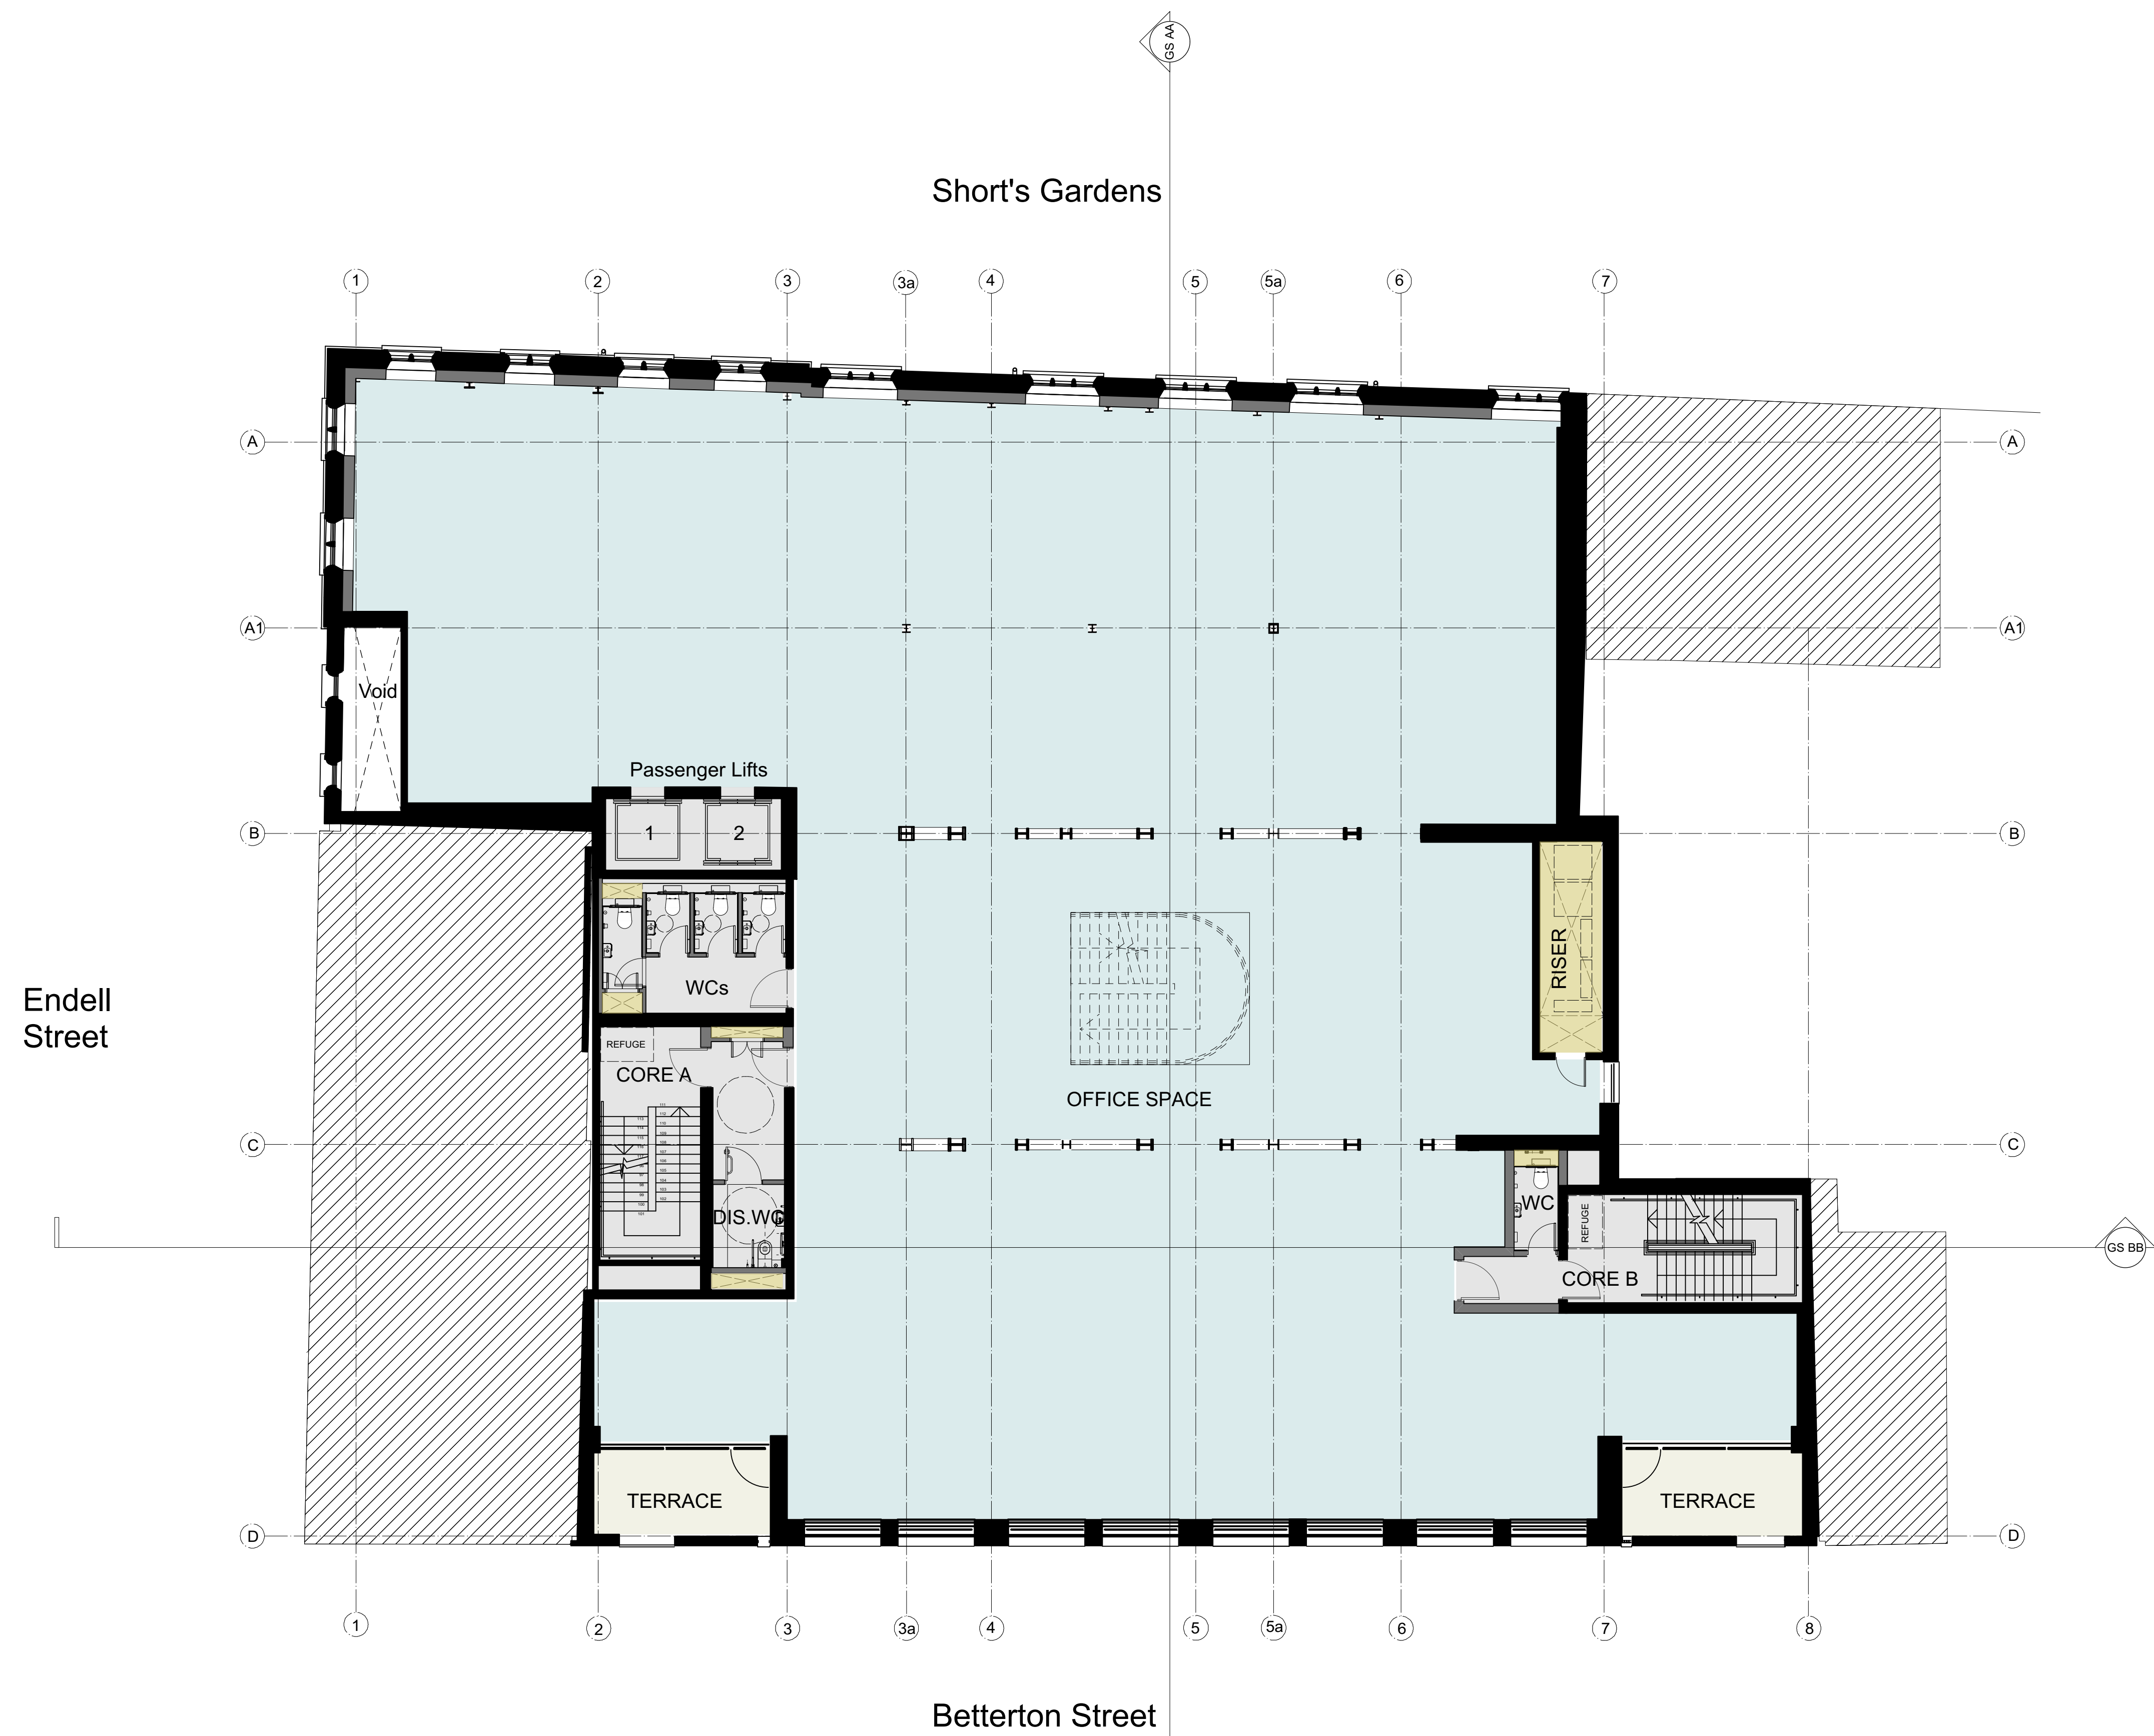 GS AA
Short's Gardens
1
2
3
3a
4
5
5a
6
7
A
A
A1
A1
Void
Passenger Lifts
1
2
B
B
RISER
WCs
Endell
Street
REFUGE
CORE A
OFFICE SPACE
C
C
WC
REFUGE
DIS.WC
GS BB
CORE B
TERRACE
TERRACE
D
D
1
2
3
3a
4
5
5a
6
7
8
Betterton Street